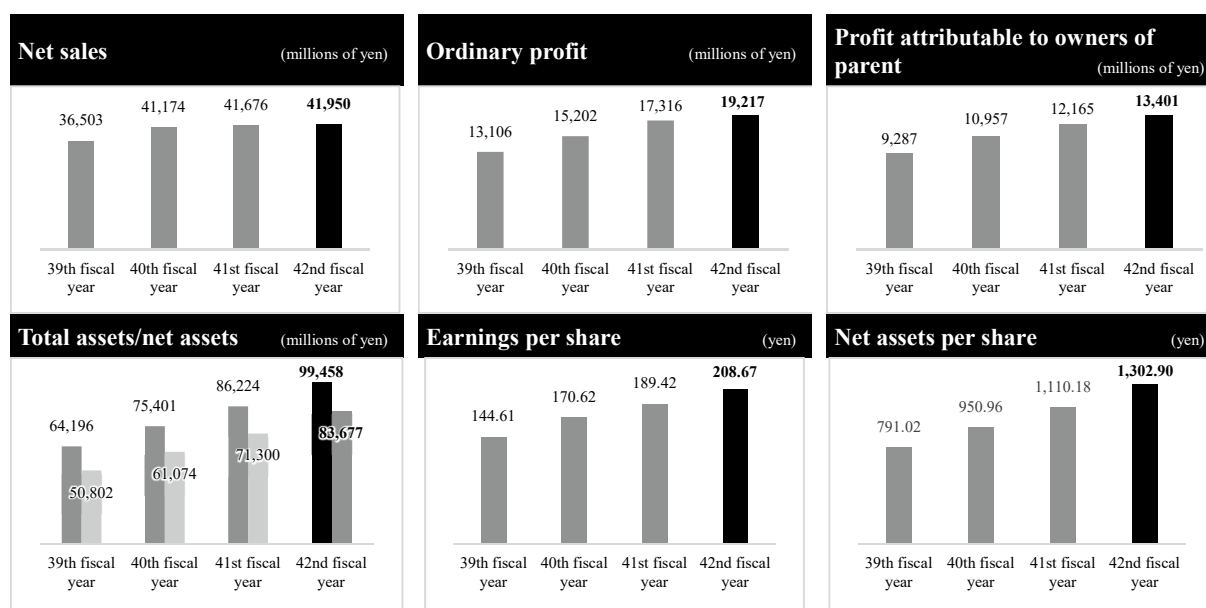 Net sales (millions of yen)
36,503
41,174
41,676
41,950
39th fiscal year
40th fiscal year
41st fiscal year
42nd fiscal year
Ordinary profit (millions of yen)
13,106
15,202
17,316
19,217
39th fiscal year
40th fiscal year
41st fiscal year
42nd fiscal year
Profit attributable to owners of
parent (millions of yen)
9,287
10,957
12,165
13,401
39th fiscal year
40th fiscal year
41st fiscal year
42nd fiscal year
Total assets/net assets (millions of yen)
64,196
50,802
75,401
61,074
86,224
71,300
99,458
83,677
39th fiscal year
40th fiscal year
41st fiscal year
42nd fiscal year
Earnings per share (yen)
144.61
170.62
189.42
208.67
39th fiscal year
40th fiscal year
41st fiscal year
42nd fiscal year
Net assets per share (yen)
791.02
950.96
1,110.18
1,302.90
39th fiscal year
40th fiscal year
41st fiscal year
42nd fiscal year